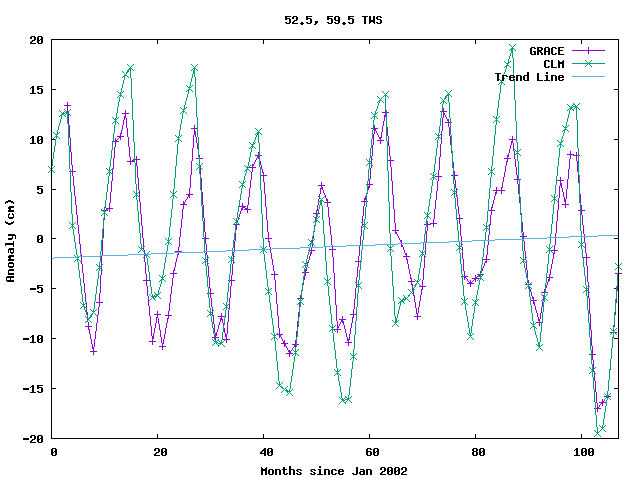 52.5, 59.5 TWS
GRACE
CLM
Trend Line
Anomaly (cm)
20
15
10
5
0
-5
-10
-15
-20
0 20 40 60 80 100
Months since Jan 2002